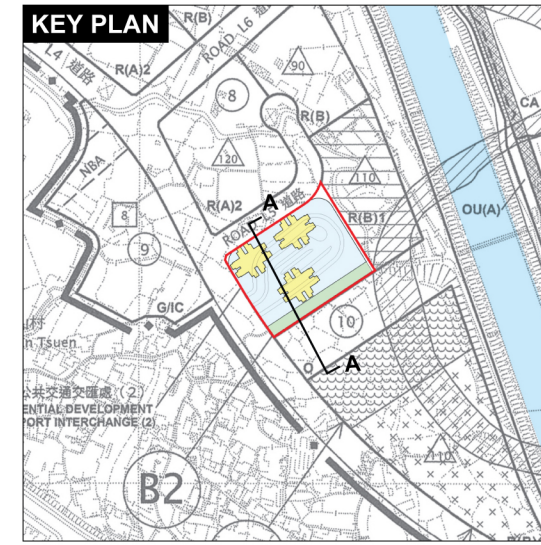 KEY PLAN
R(B)
L4 道路
R(A)2
ROAD L6 道路
90
8
R(B)
NBA
120
110
CA
R(A)2
A
OU(A)
8
ROAD L5 道路
R(B)1
9
G/IC
10
村
n Tsuen
O
A
公共交通交匯處（2）
ENTIAL DEVELOPMENT
PORT INTERCHANGE (2)
110
B2